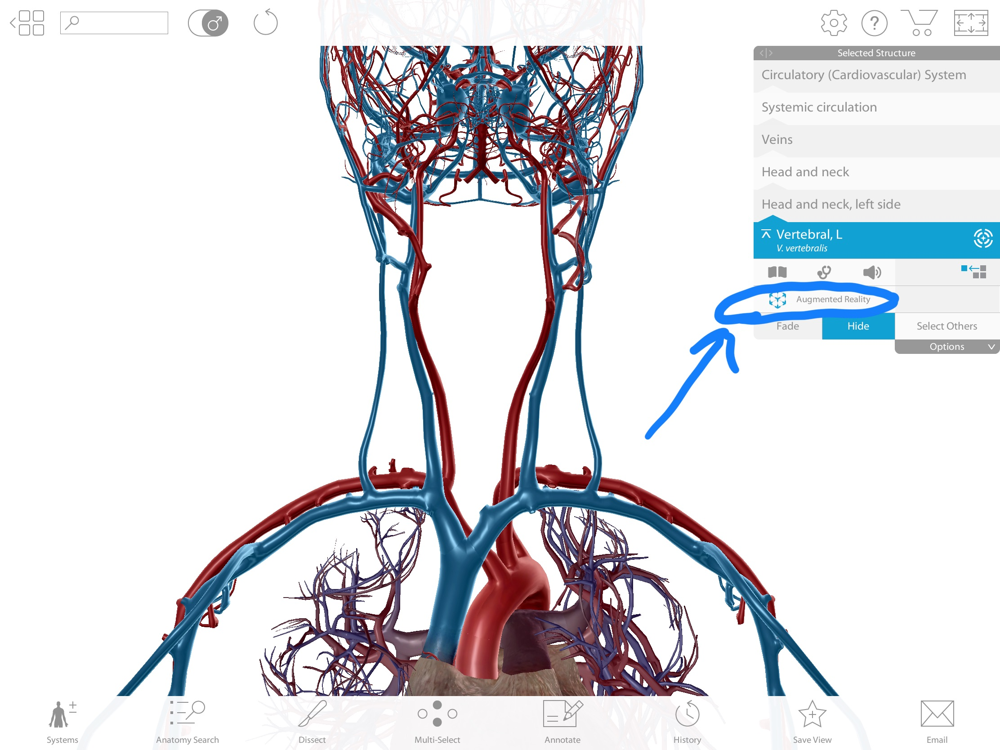 Selected Structure
Circulatory (Cardiovascular) System
Systemic circulation
Veins
Head and neck
Head and neck, left side
Vertebral, L
V. vertebralis
Augmented Reality
Fade Hide Select Others
Options
Systems Anatomy Search Dissect Multi-Select Annotate History Save View Email